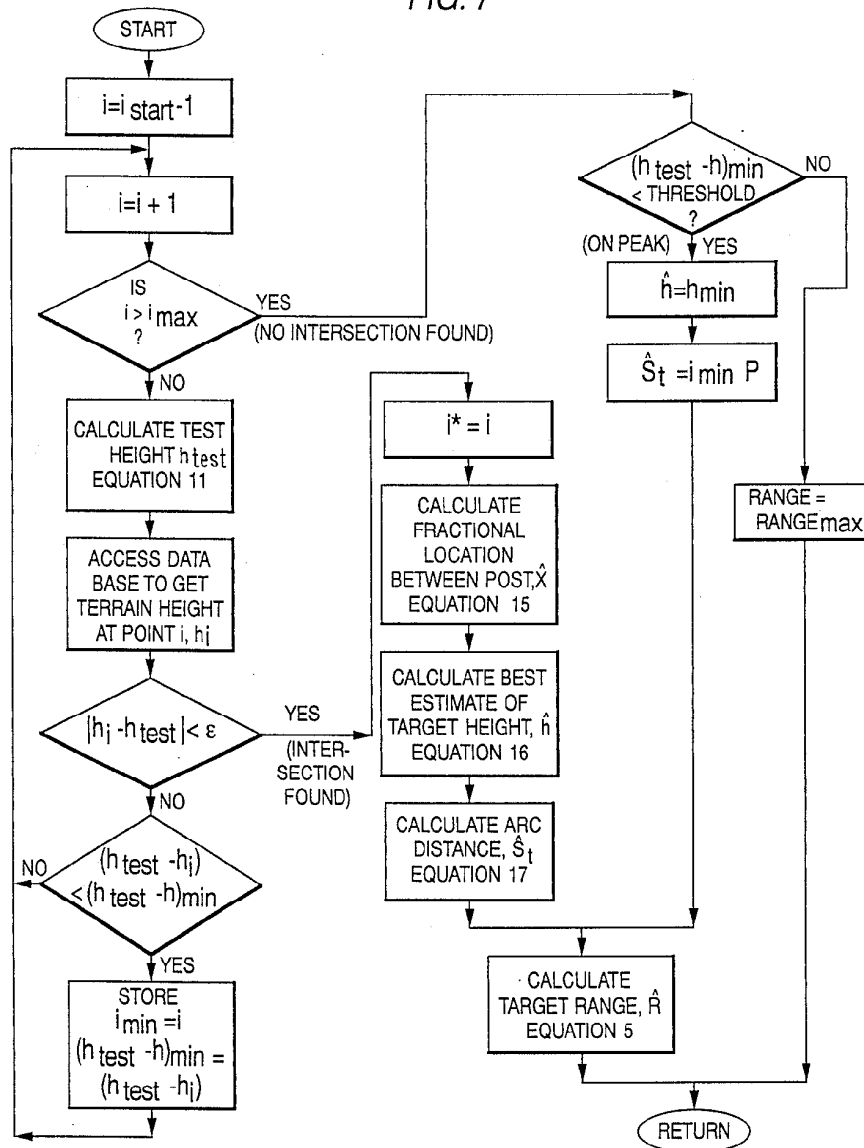 FIG. 7
START
i=i start-1
i=i + 1
IS
i > i max
?
YES
(NO INTERSECTION FOUND)
NO
CALCULATE TEST
HEIGHT h test
EQUATION 11
ACCESS DATA
BASE TO GET
TERRAIN HEIGHT
AT POINT i, hi
|hi -htest| < ε
YES
(INTER-
SECTION
FOUND)
NO
(h test -hi)
<(h test -h)min
NO
YES
STORE
i min =i
(h test -h)min =
(h test -hi)
i* = i
CALCULATE
FRACTIONAL
LOCATION
BETWEEN POST,X̂
EQUATION 15
CALCULATE BEST
ESTIMATE OF
TARGET HEIGHT, ĥ
EQUATION 16
CALCULATE ARC
DISTANCE, Ŝt
EQUATION 17
(h test -h)min
< THRESHOLD
?
NO
(ON PEAK)
YES
ĥ=hmin
Ŝt =i min P
RANGE =
RANGE max
CALCULATE
TARGET RANGE, R̂
EQUATION 5
RETURN